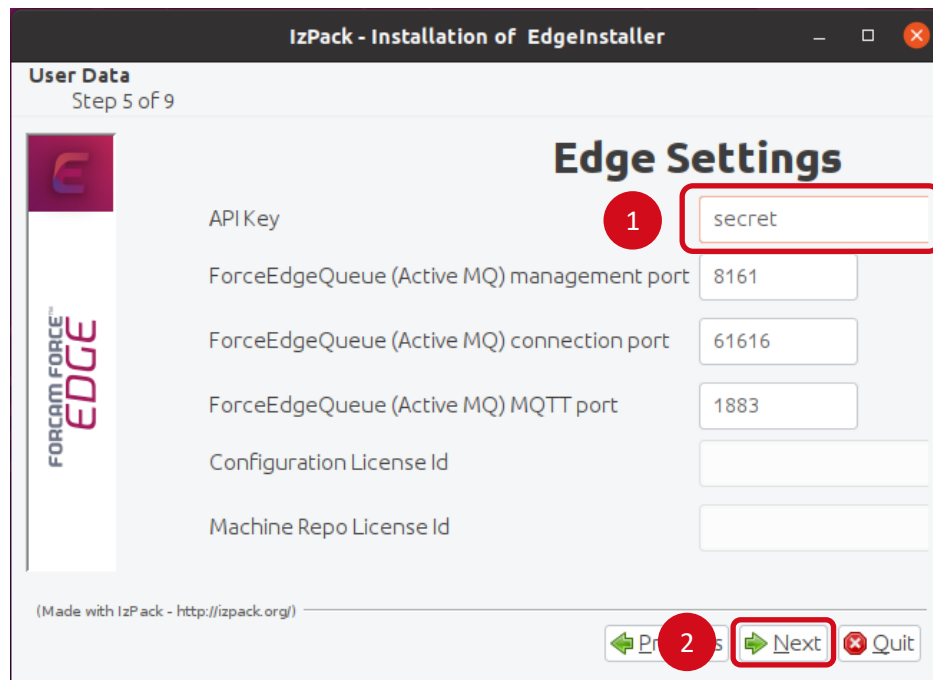 IzPack - Installation of EdgeInstaller
User Data
Step 5 of 9
Edge Settings
API Key
1
secret
ForceEdgeQueue (Active MQ) management port
8161
ForceEdgeQueue (Active MQ) connection port
61616
ForceEdgeQueue (Active MQ) MQTT port
1883
Configuration License Id
Machine Repo License Id
FORCAM FORCE™
EDGE
(Made with IzPack - http://izpack.org/)
2
Next
Quit